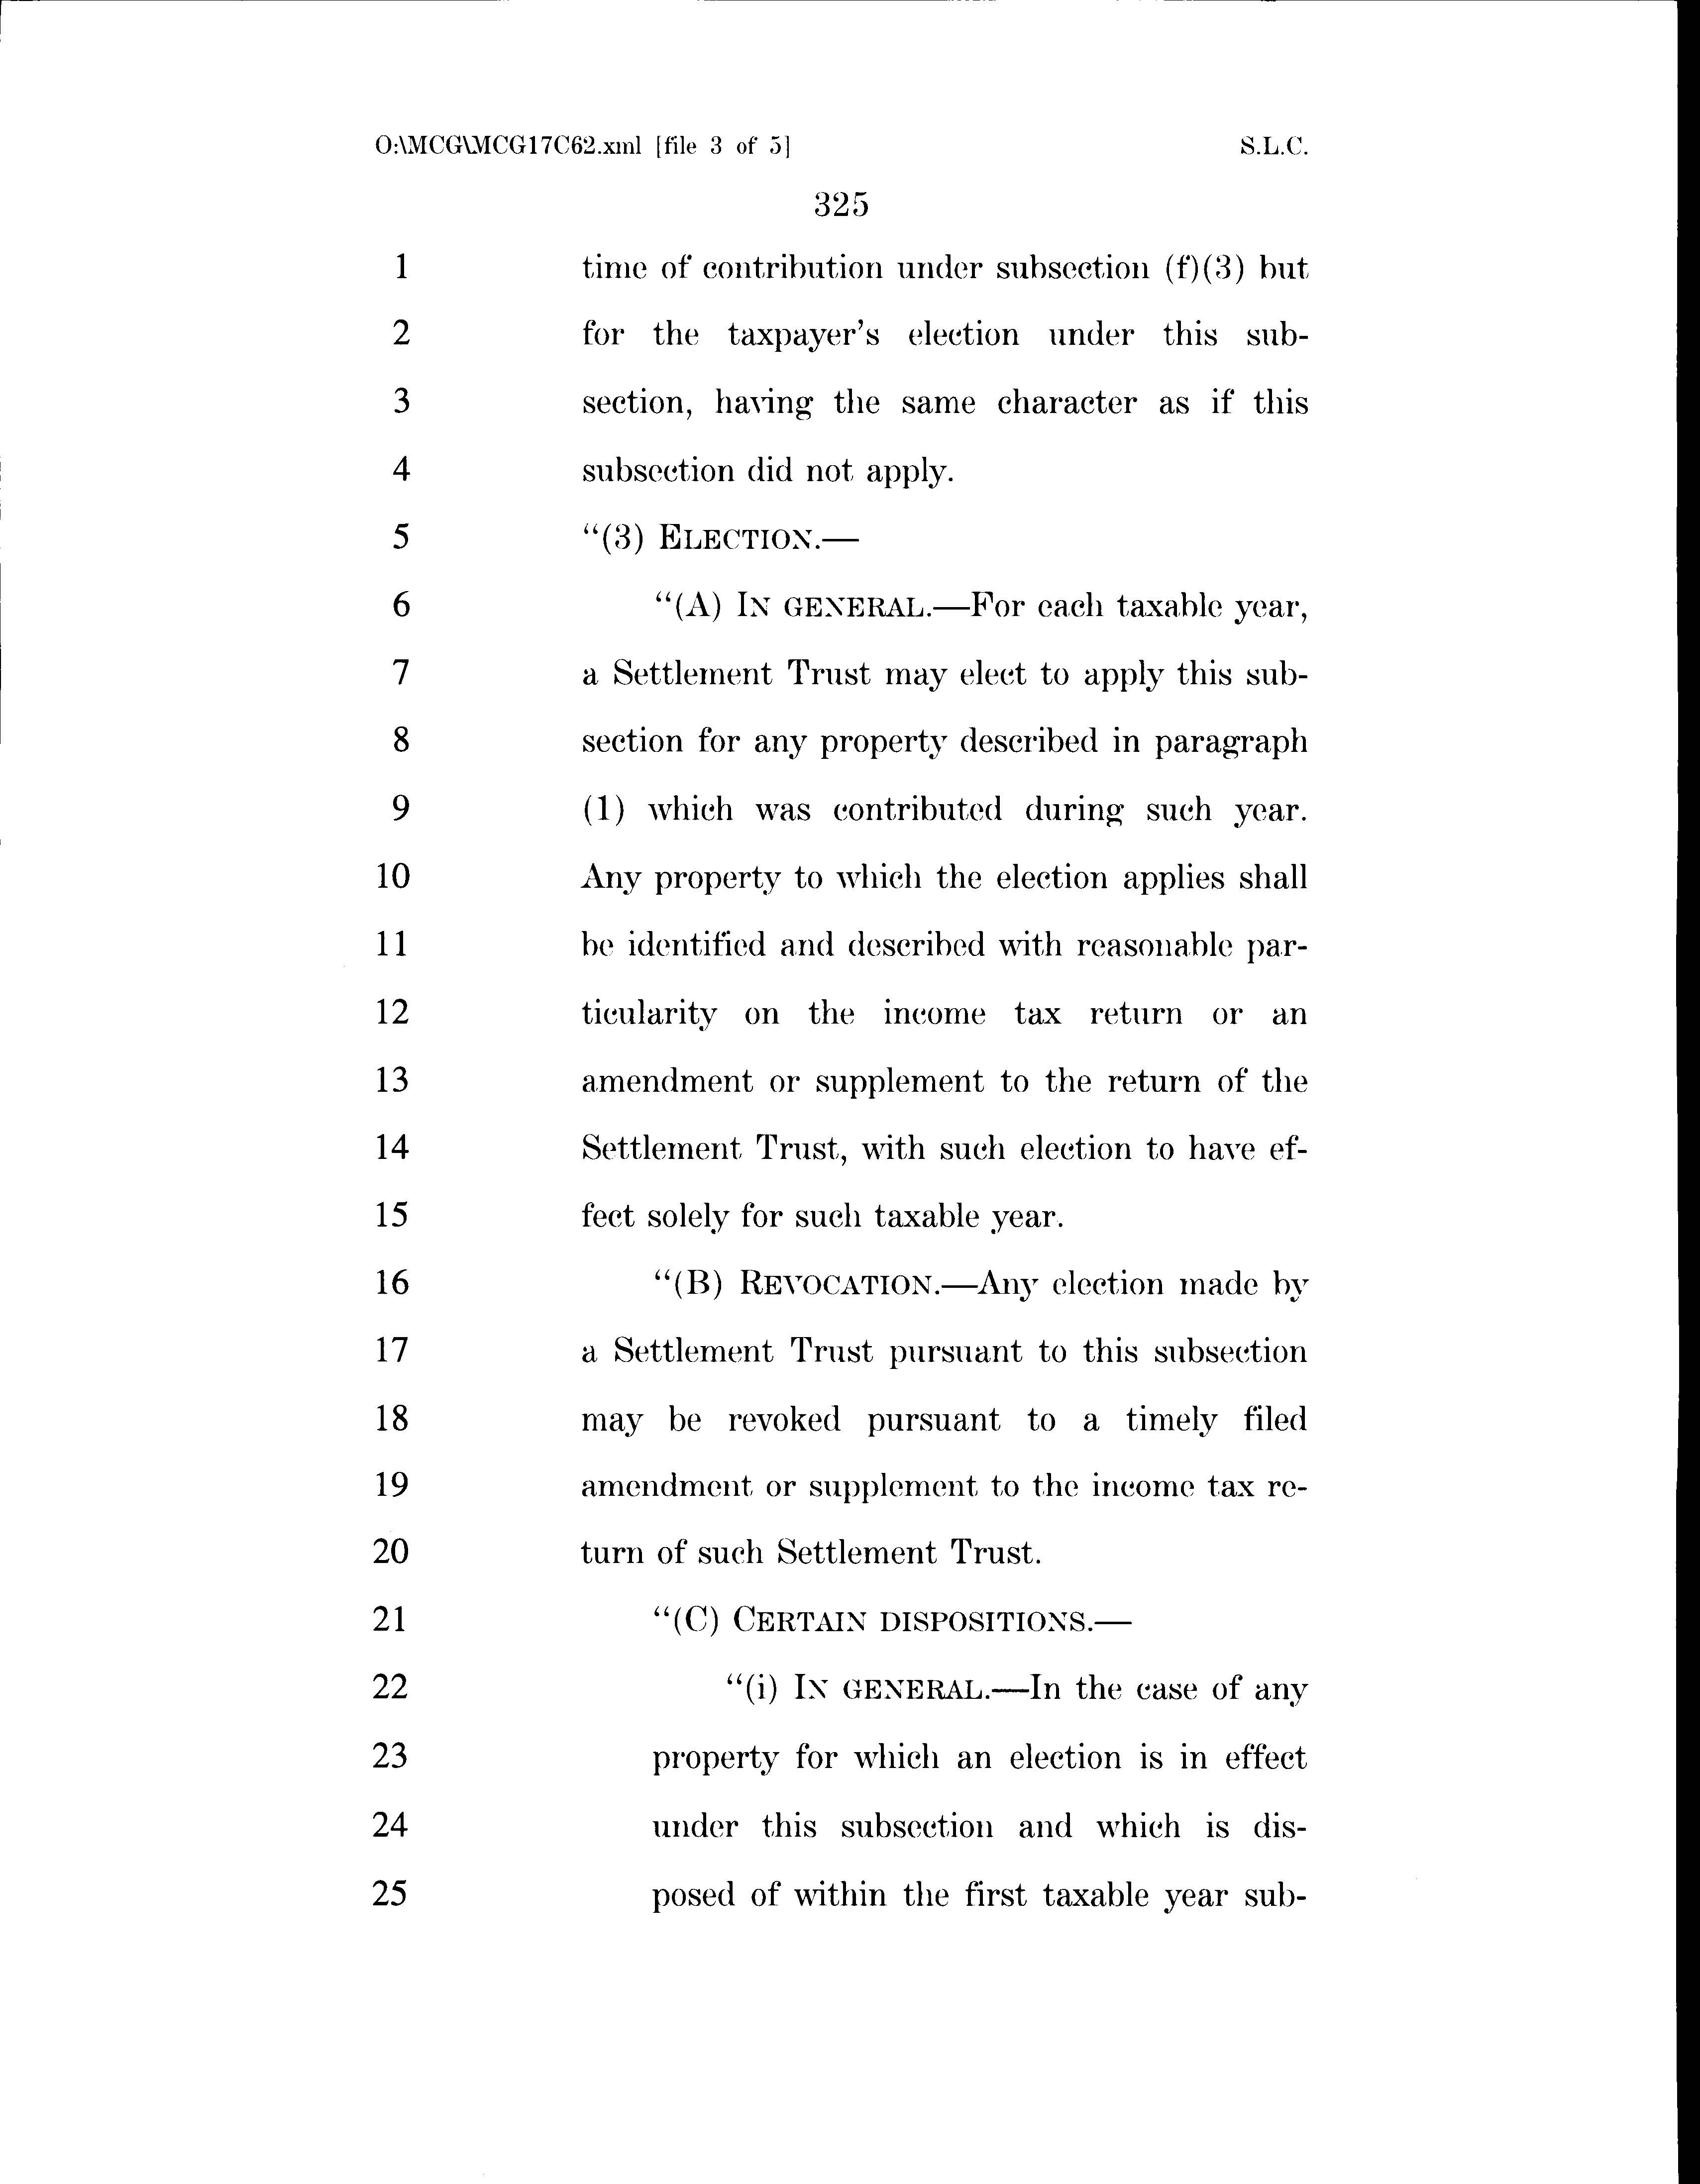 O:\MCG\MCG17C62.xml [file 3 of 5] S.L.C.
325
1 time of contribution under subsection (f)(3) but
2 for the taxpayer's election under this sub-
3 section, having the same character as if this
4 subsection did not apply.
5 “(3) ELECTION.—
6 “(A) IN GENERAL.—For each taxable year,
7 a Settlement Trust may elect to apply this sub-
8 section for any property described in paragraph
9 (1) which was contributed during such year.
10 Any property to which the election applies shall
11 be identified and described with reasonable par-
12 ticularity on the income tax return or an
13 amendment or supplement to the return of the
14 Settlement Trust, with such election to have ef-
15 fect solely for such taxable year.
16 “(B) REVOCATION.—Any election made by
17 a Settlement Trust pursuant to this subsection
18 may be revoked pursuant to a timely filed
19 amendment or supplement to the income tax re-
20 turn of such Settlement Trust.
21 “(C) CERTAIN DISPOSITIONS.—
22 “(i) IN GENERAL.—In the case of any
23 property for which an election is in effect
24 under this subsection and which is dis-
25 posed of within the first taxable year sub-